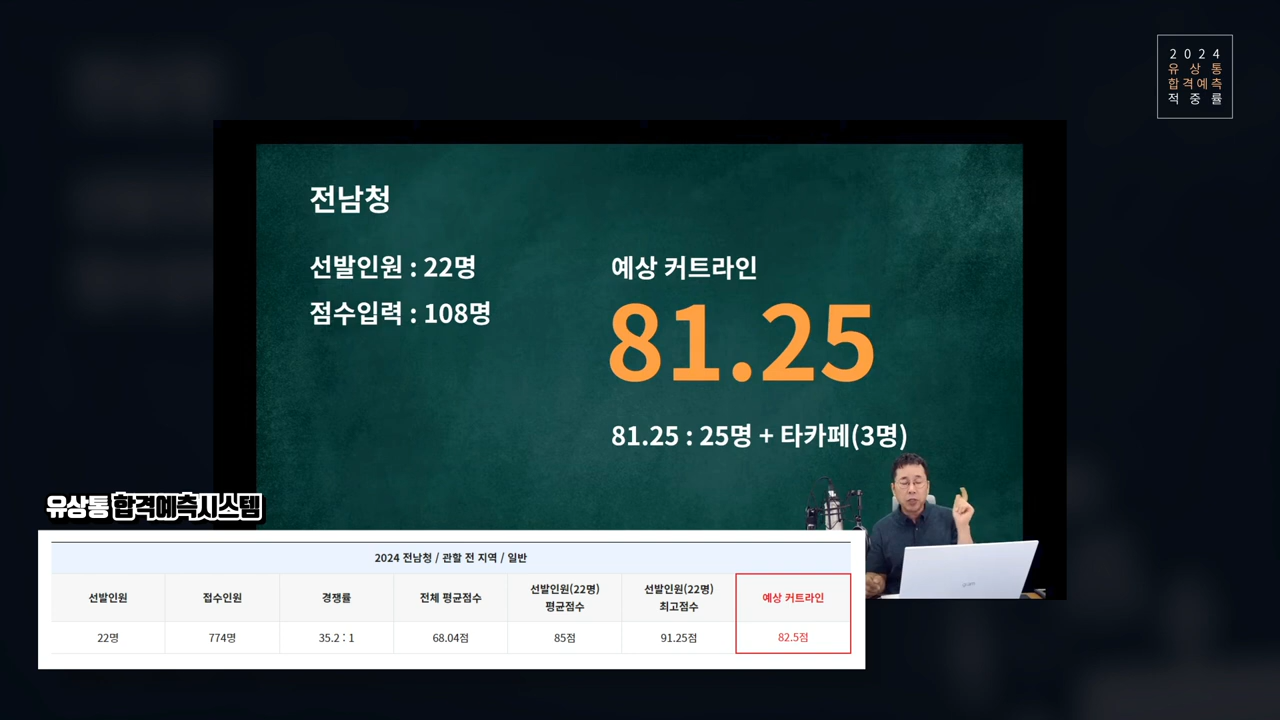 2024
유상통
합격예측
적중률
전남청
선발인원 : 22명
점수입력 : 108명
예상 커트라인
81.25
81.25 : 25명 + 타카페(3명)
유상통 합격예측시스템
2024 전남청 / 관할 전 지역 / 일반
선발인원 접수인원 경쟁률 전체 평균점수 선발인원(22명) 평균점수 선발인원(22명) 최고점수 예상 커트라인
22명 774명 35.2 : 1 68.04점 85점 91.25점 82.5점